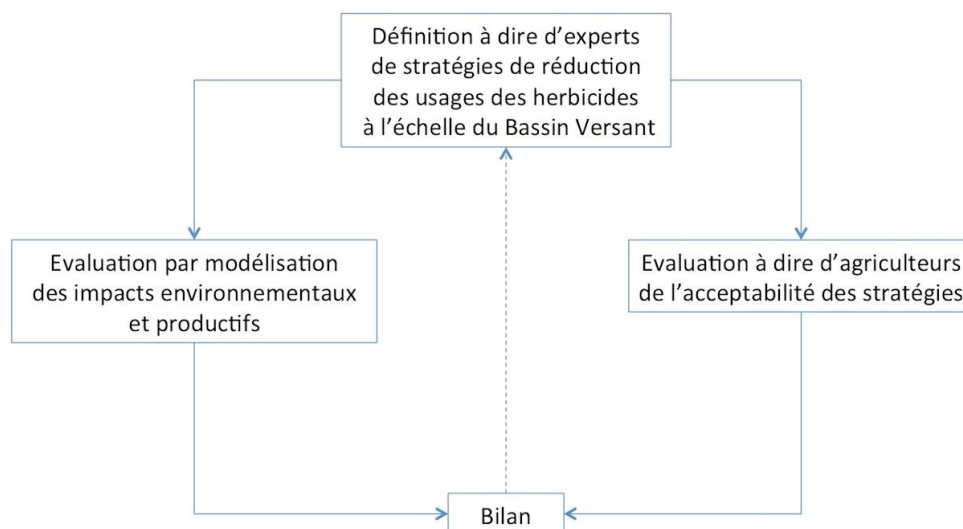 Définition à dire d’experts
de stratégies de réduction
des usages des herbicides
à l’échelle du Bassin Versant
Evaluation par modélisation
des impacts environnementaux
et productifs
Evaluation à dire d’agriculteurs
de l’acceptabilité des stratégies
Bilan